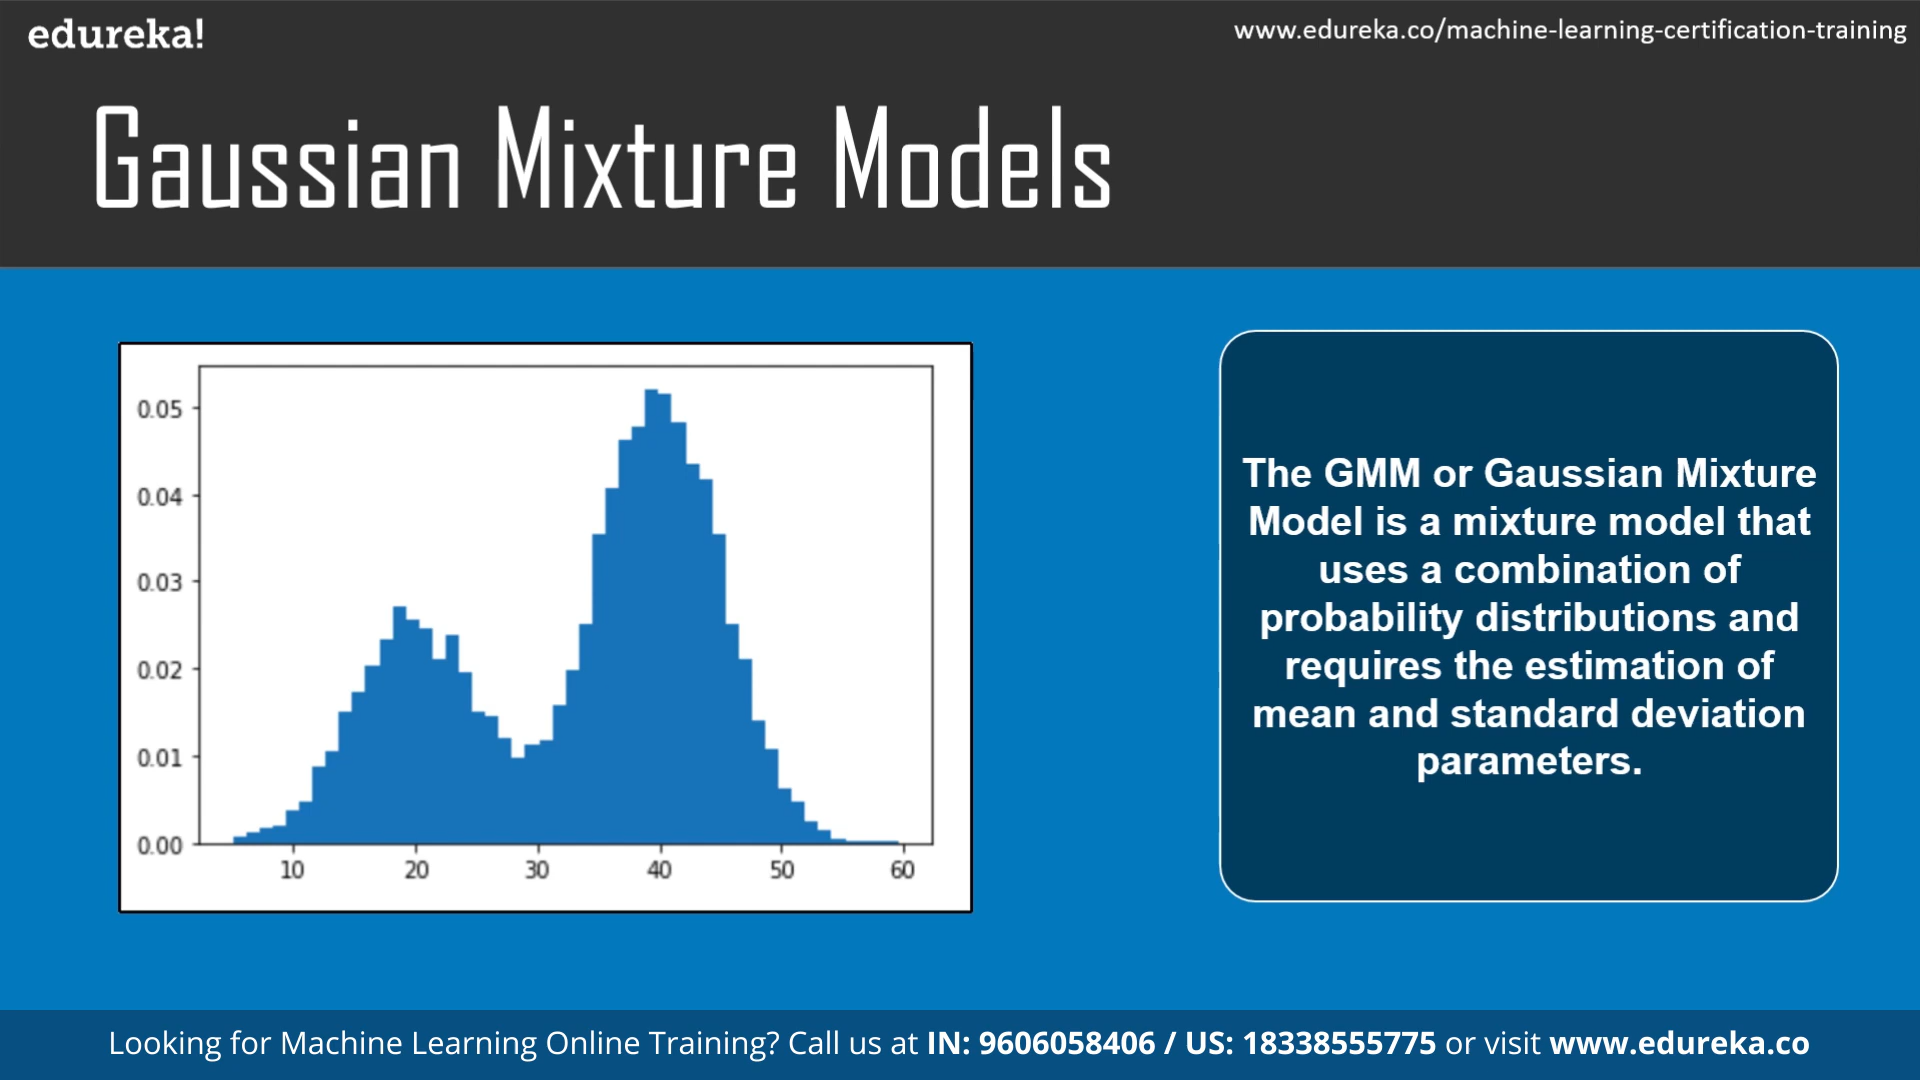 edureka!
www.edureka.co/machine-learning-certification-training
Gaussian Mixture Models
0.05
0.04
0.03
0.02
0.01
0.00
10 20 30 40 50 60
The GMM or Gaussian Mixture
Model is a mixture model that
uses a combination of
probability distributions and
requires the estimation of
mean and standard deviation
parameters.
Looking for Machine Learning Online Training? Call us at IN: 9606058406 / US: 18338555775 or visit www.edureka.co